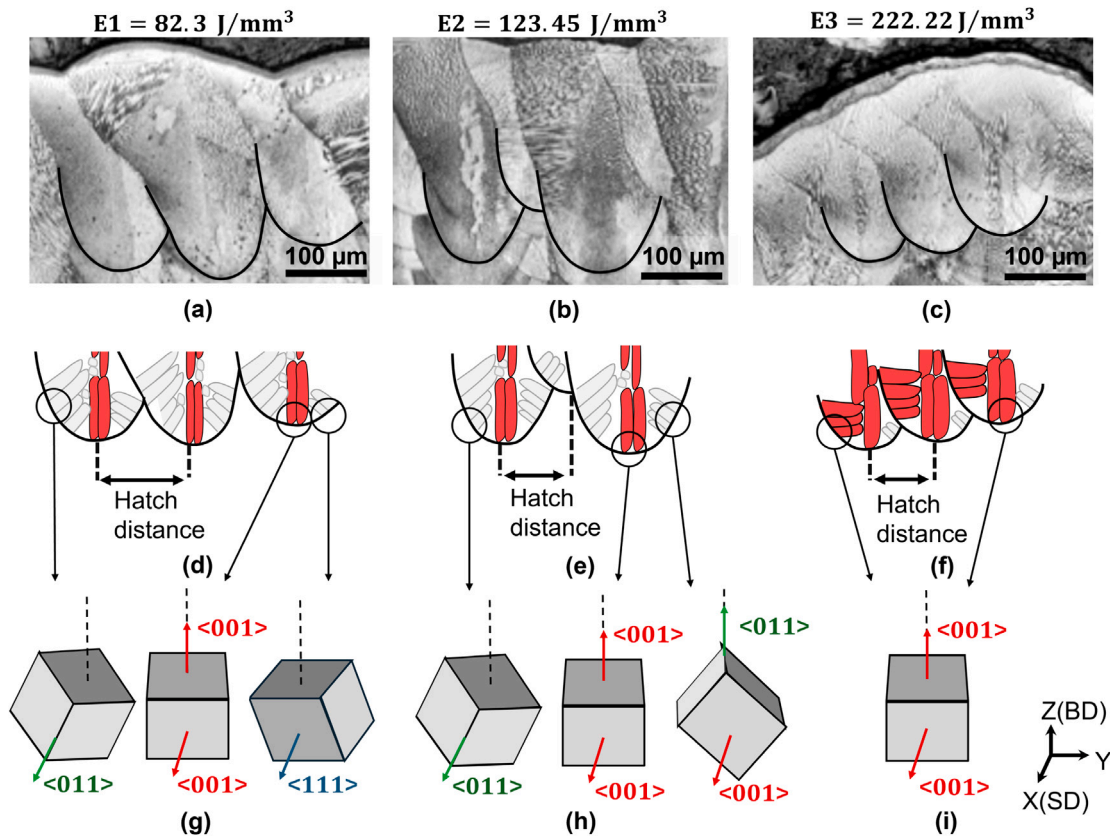 E1 = 82.3 J/mm³
E2 = 123.45 J/mm³
E3 = 222.22 J/mm³
100 μm
100 μm
100 μm
(a)
(b)
(c)
Hatch
distance
Hatch
distance
Hatch
distance
(d)
(e)
(f)
<001>
<011>
<001>
<111>
<001>
<011>
<011>
<001>
<001>
<001>
<001>
Z(BD)
Y
X(SD)
(g)
(h)
(i)